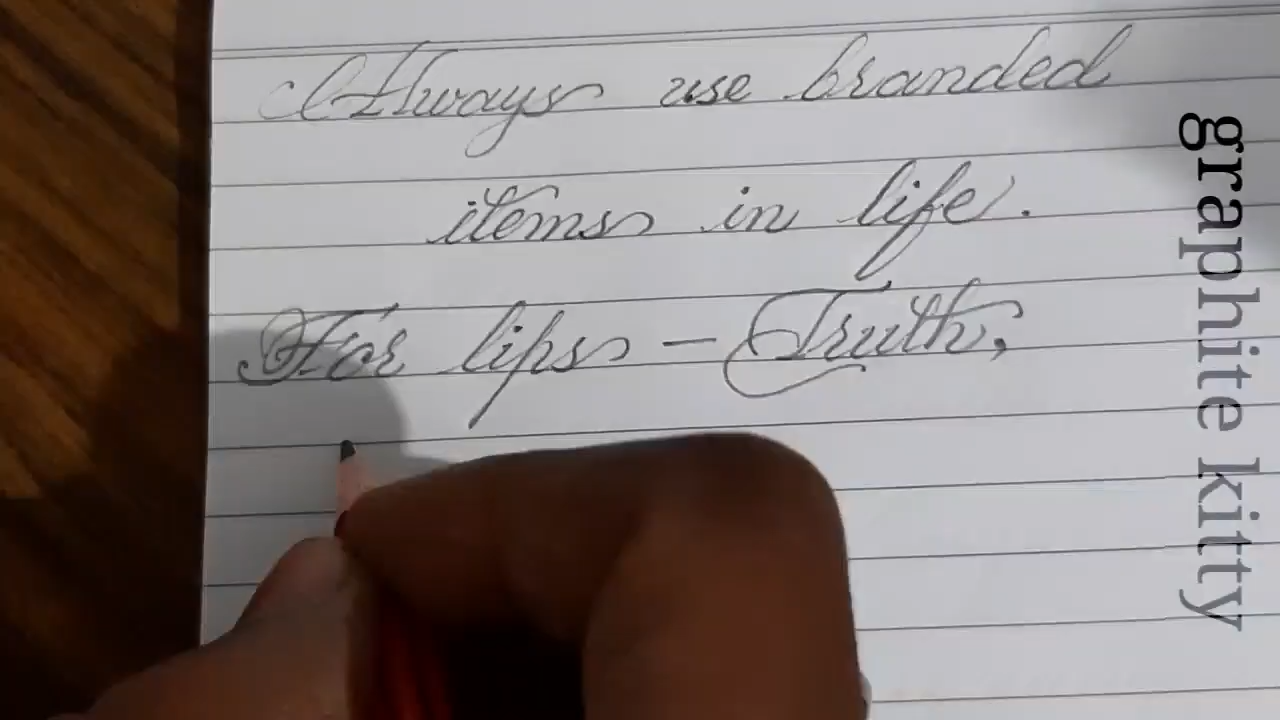 Always use branded
items in life.
For lips - Truth,
graphite kitty